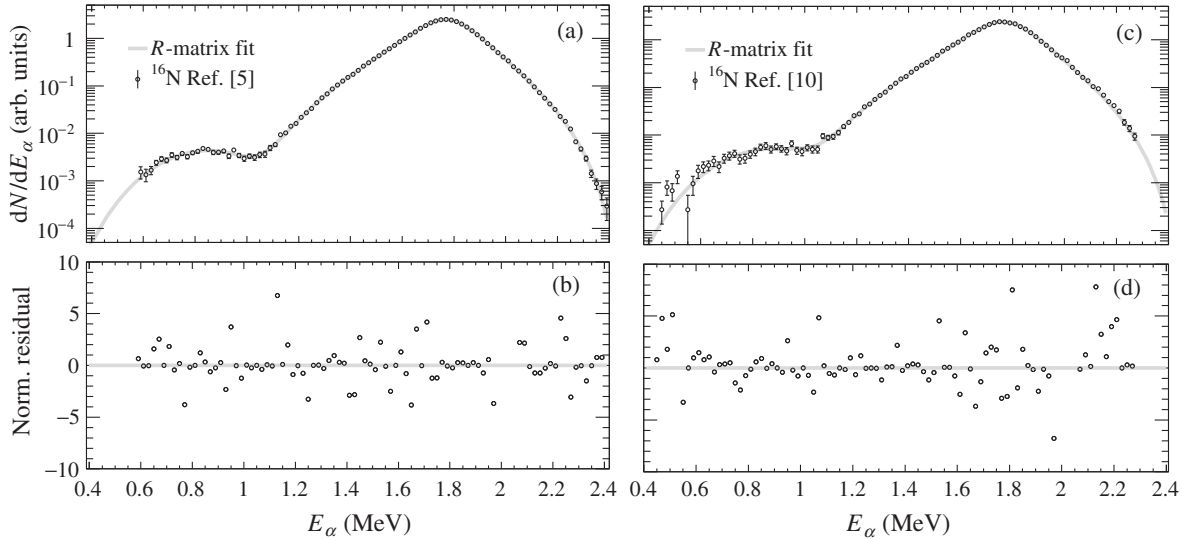 (a)
R-matrix fit
¹⁶N Ref. [5]
dN/dEα (arb. units)
1
10⁻¹
10⁻²
10⁻³
10⁻⁴
(c)
R-matrix fit
¹⁶N Ref. [10]
(b)
Norm. residual
10
5
0
−5
−10
(d)
0.4 0.6 0.8 1 1.2 1.4 1.6 1.8 2 2.2 2.4
Eα (MeV)
0.4 0.6 0.8 1 1.2 1.4 1.6 1.8 2 2.2 2.4
Eα (MeV)